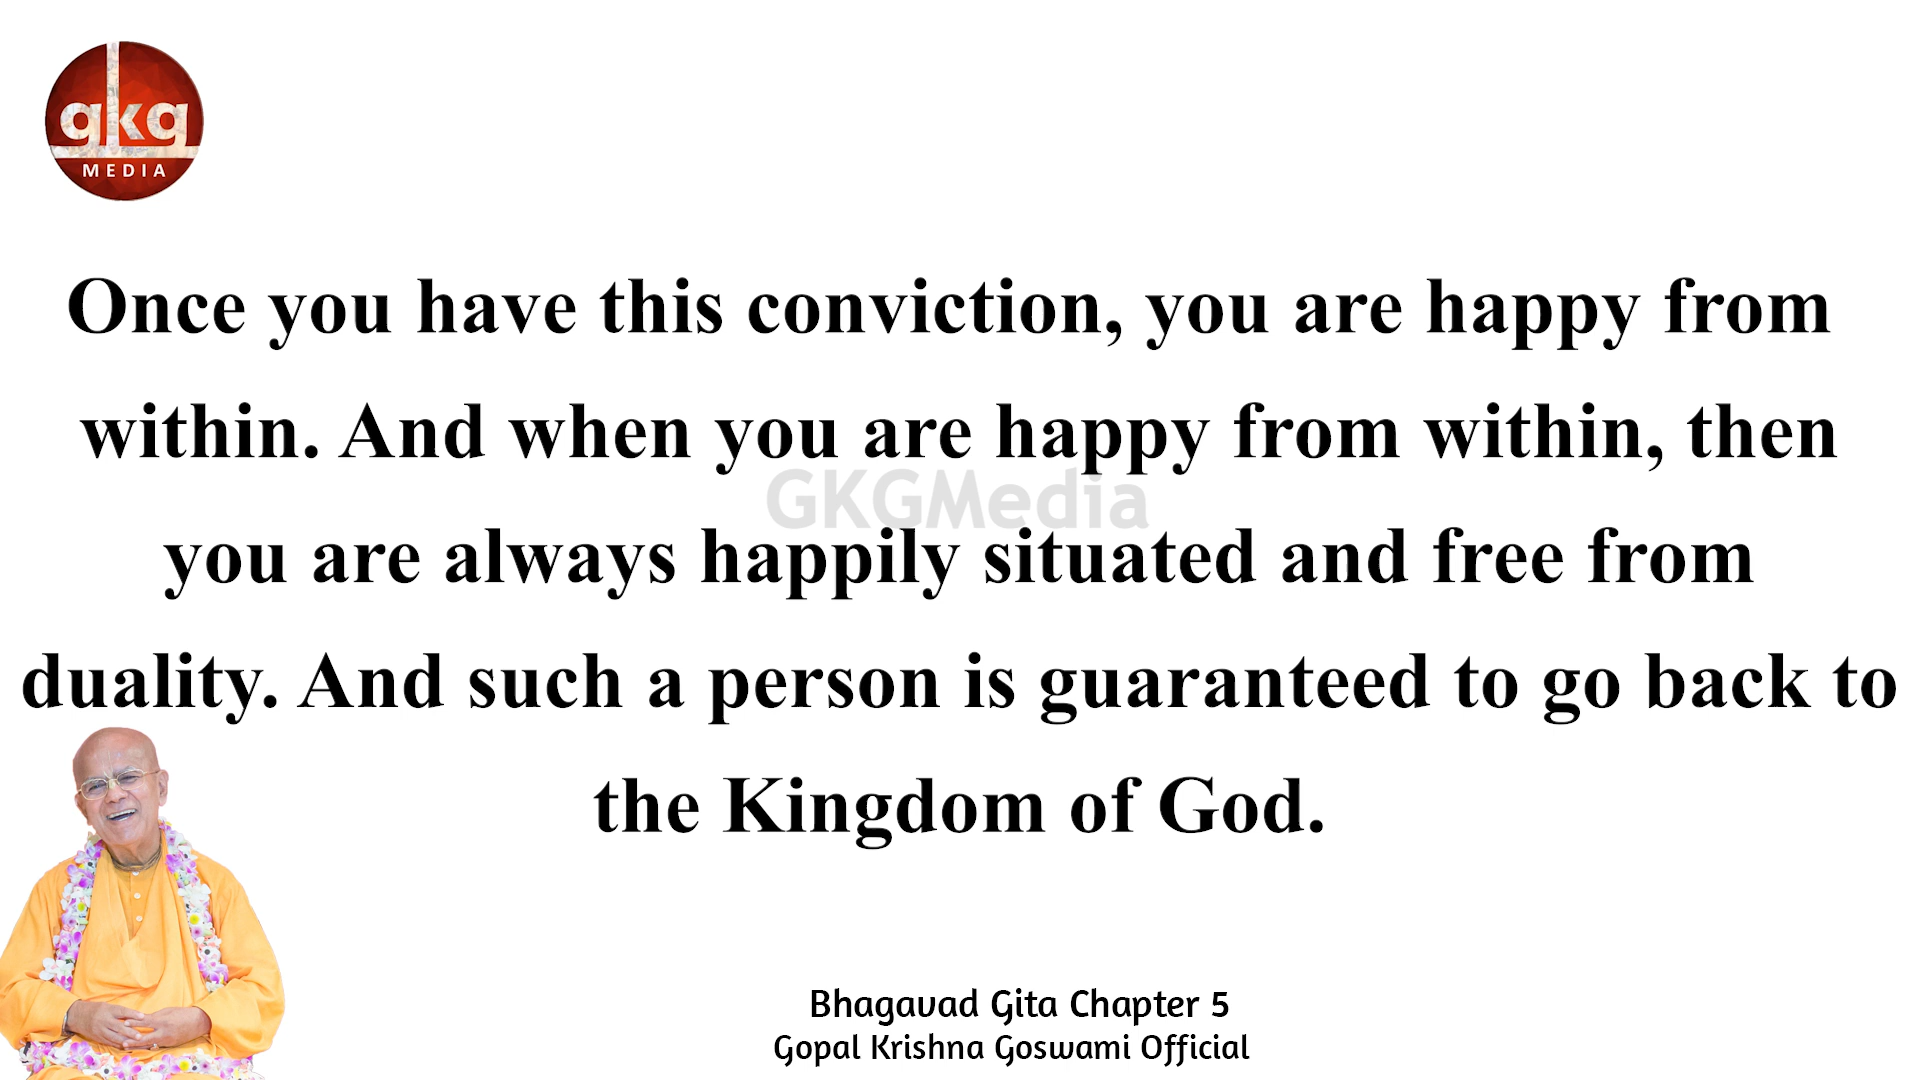 gkg
MEDIA
Once you have this conviction, you are happy from
within. And when you are happy from within, then
GKGMedia
you are always happily situated and free from
duality. And such a person is guaranteed to go back to
the Kingdom of God.
Bhagavad Gita Chapter 5
Gopal Krishna Goswami Official